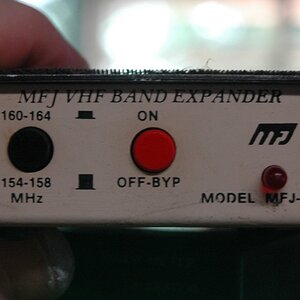 MFJ VHF BAND EXPANDER
160-164
ON
MFJ
154-158
OFF-BYP
MHz
MODEL MFJ-